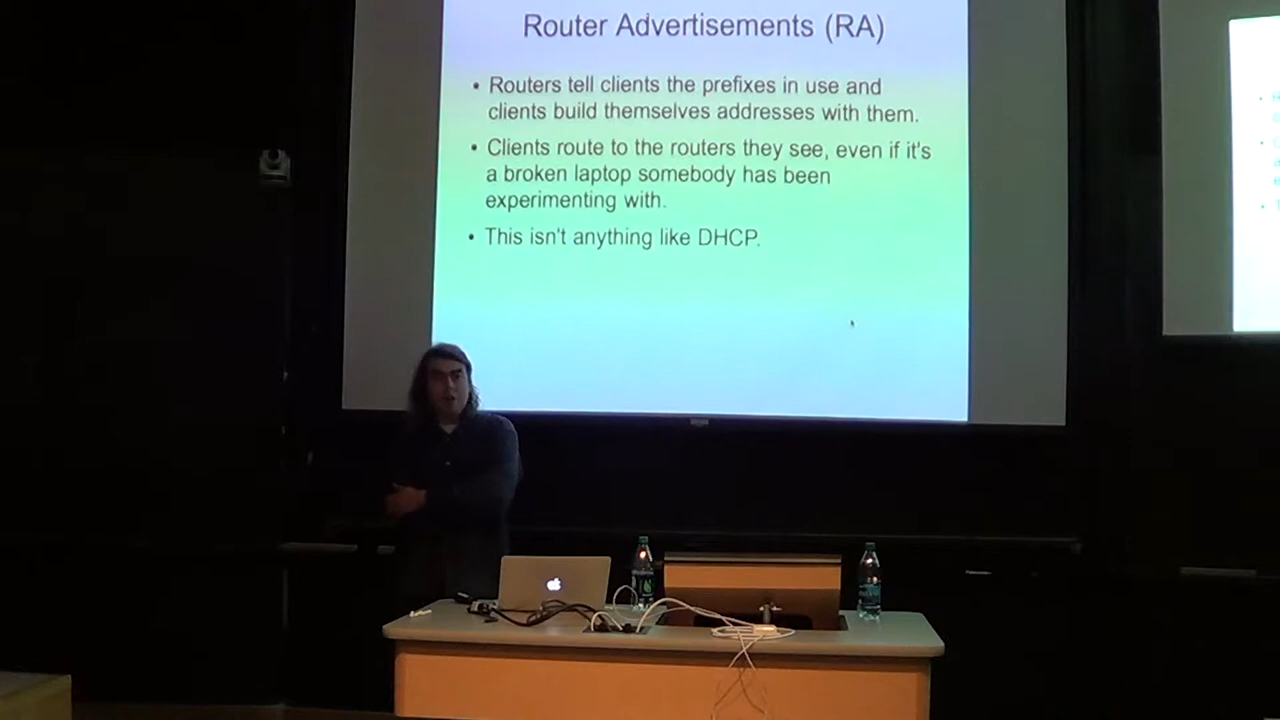 Router Advertisements (RA)
• Routers tell clients the prefixes in use and
clients build themselves addresses with them.
• Clients route to the routers they see, even if it's
a broken laptop somebody has been
experimenting with.
• This isn't anything like DHCP.